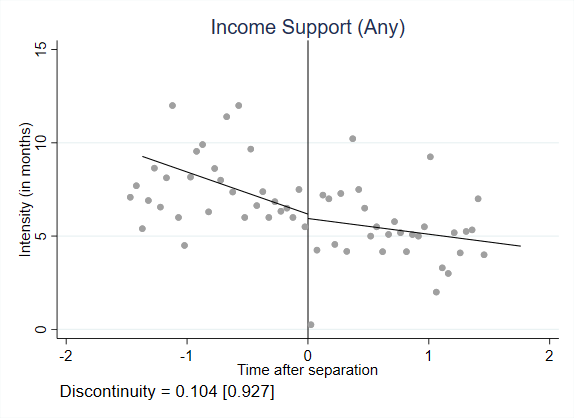 Income Support (Any)
Intensity (in months)
15
10
5
0
-2
-1
0
1
2
Time after separation
Discontinuity = 0.104 [0.927]